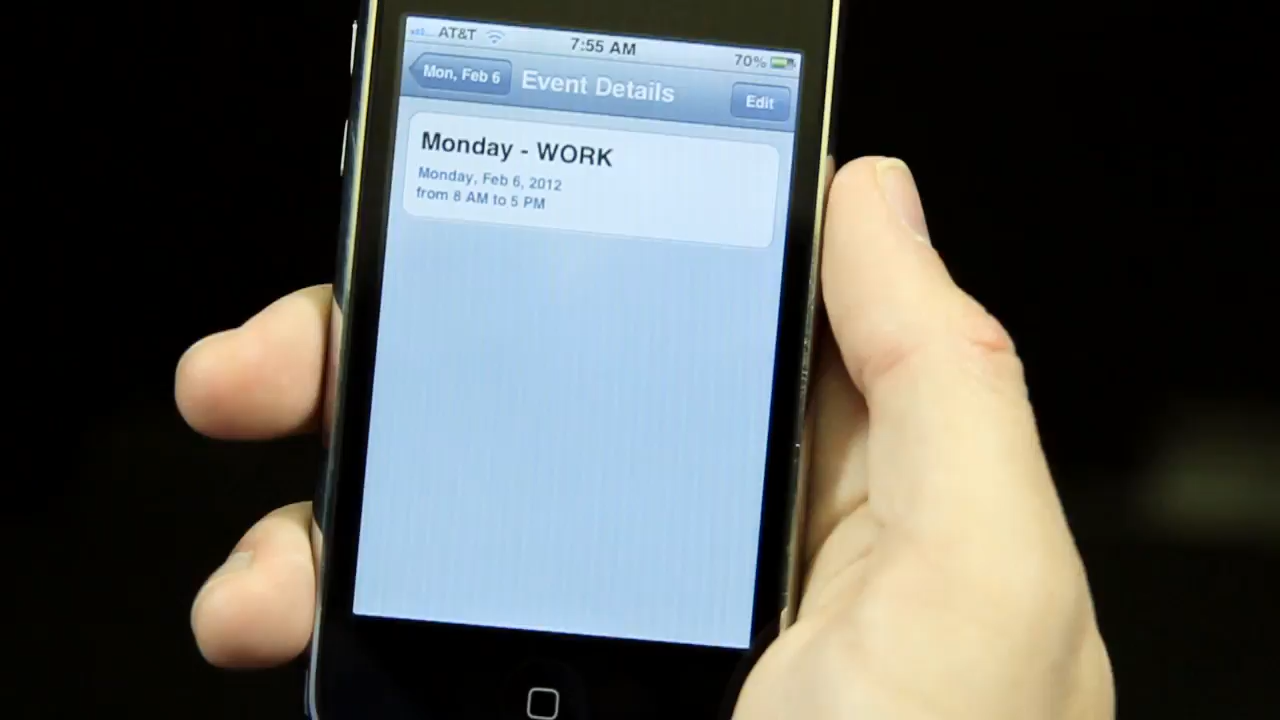 AT&T 7:55 AM 70%
Mon, Feb 6 Event Details Edit
Monday - WORK
Monday, Feb 6, 2012
from 8 AM to 5 PM